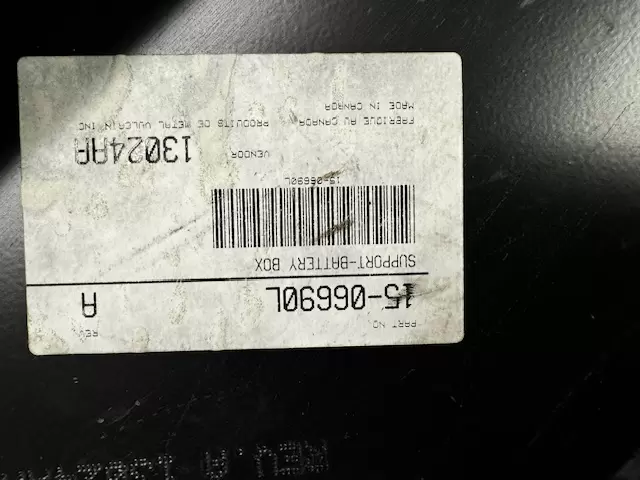 PART NO.
REV.
15-06690L
A
SUPPORT-BATTERY BOX
15-06690L
VENDOR
13024AA
PRODUITS DE METAL VULCAIN INC
FABRIQUE AU CANADA
MADE IN CANADA
REV.A